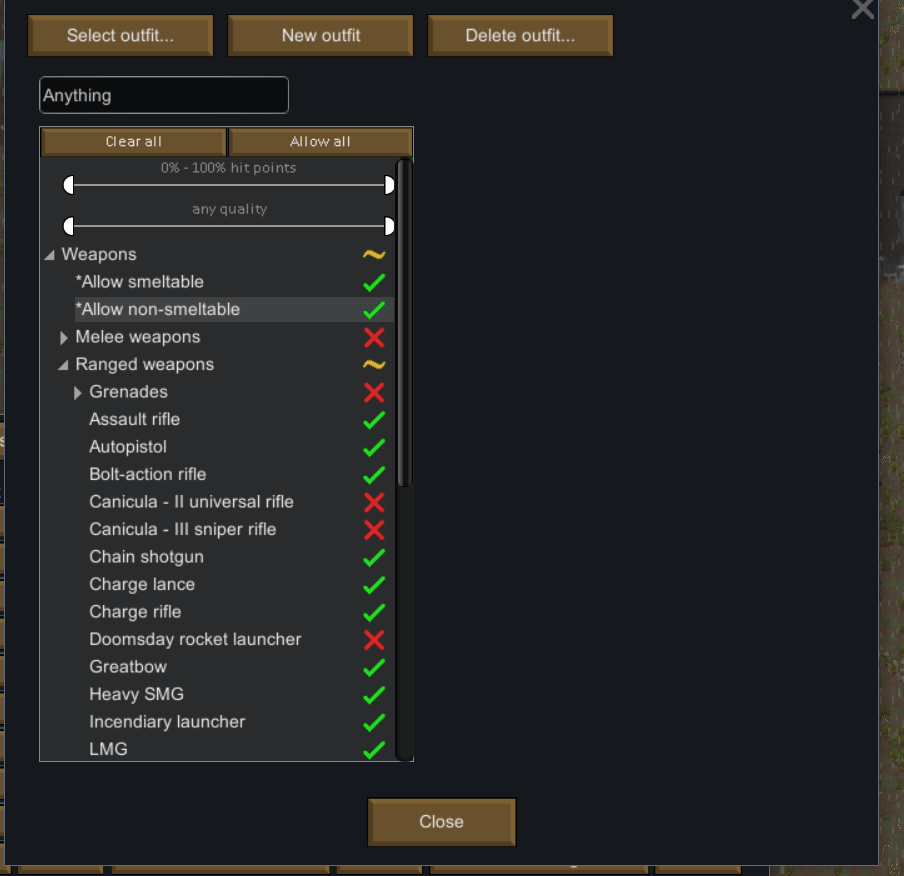 Select outfit...
New outfit
Delete outfit...
Anything
Clear all
Allow all
0% - 100% hit points
any quality
Weapons
*Allow smeltable
*Allow non-smeltable
Melee weapons
Ranged weapons
Grenades
Assault rifle
Autopistol
Bolt-action rifle
Canicula - II universal rifle
Canicula - III sniper rifle
Chain shotgun
Charge lance
Charge rifle
Doomsday rocket launcher
Greatbow
Heavy SMG
Incendiary launcher
LMG
Close